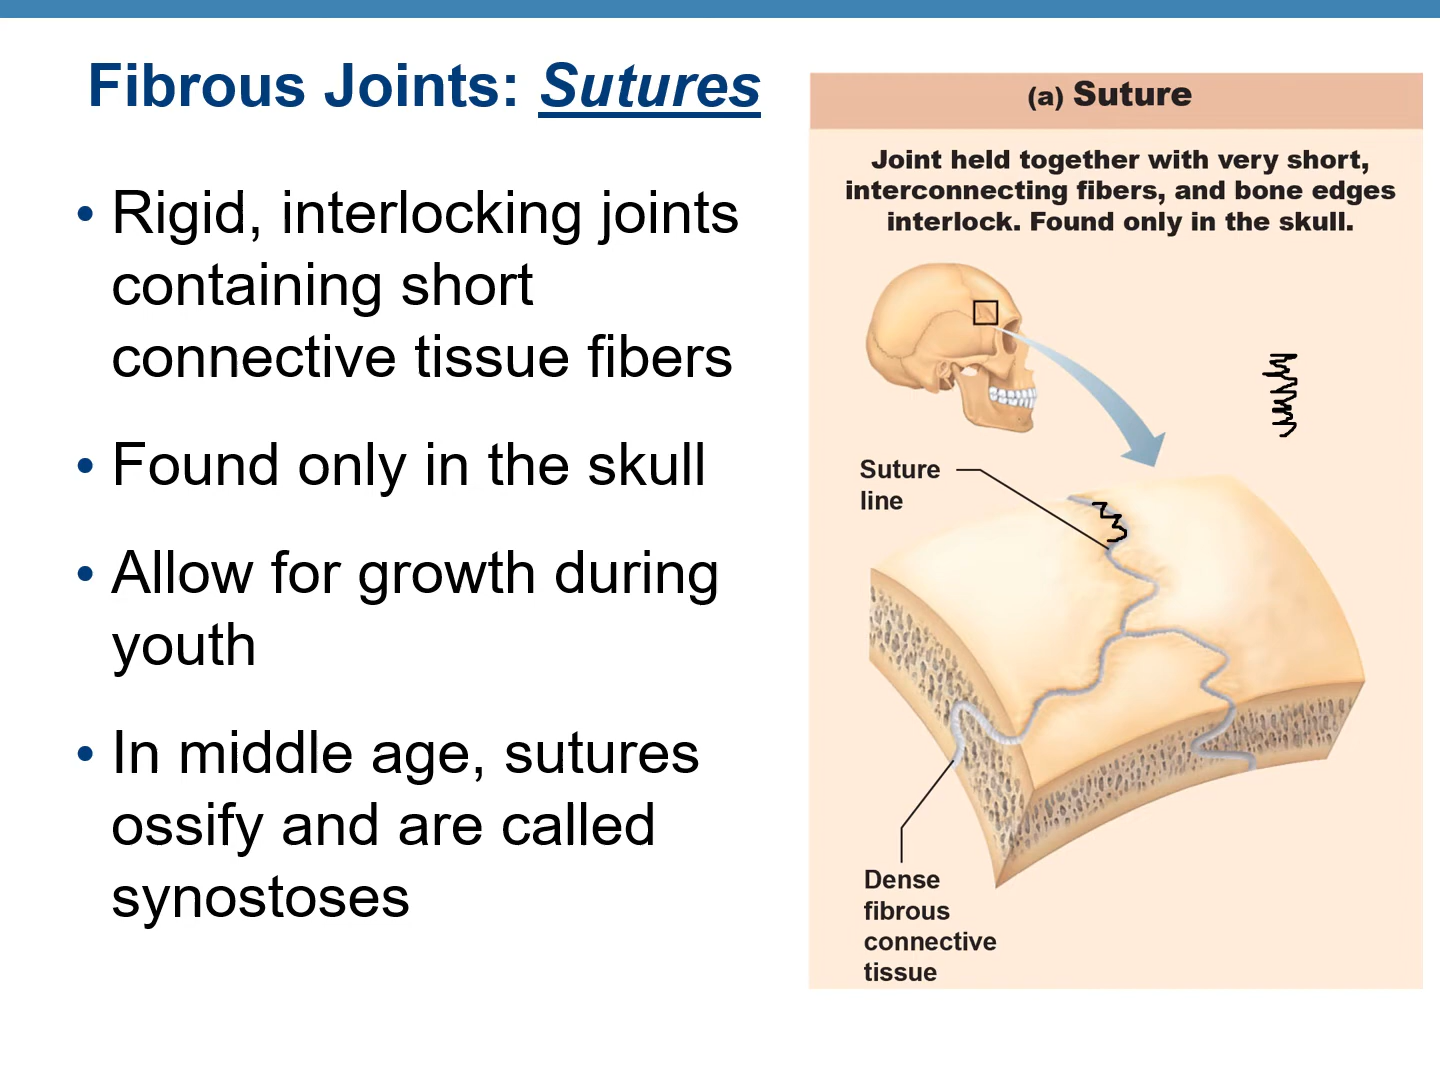 Fibrous Joints: Sutures
• Rigid, interlocking joints
containing short
connective tissue fibers
• Found only in the skull
• Allow for growth during
youth
• In middle age, sutures
ossify and are called
synostoses
(a) Suture
Joint held together with very short,
interconnecting fibers, and bone edges
interlock. Found only in the skull.
Suture
line
Dense
fibrous
connective
tissue